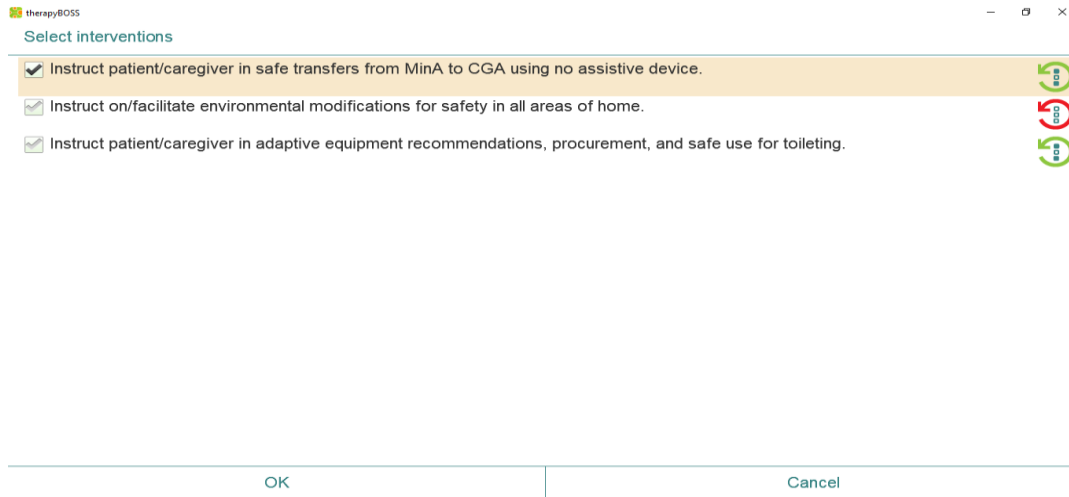 therapyBOSS
Select interventions
Instruct patient/caregiver in safe transfers from MinA to CGA using no assistive device.
Instruct on/facilitate environmental modifications for safety in all areas of home.
Instruct patient/caregiver in adaptive equipment recommendations, procurement, and safe use for toileting.
OK Cancel